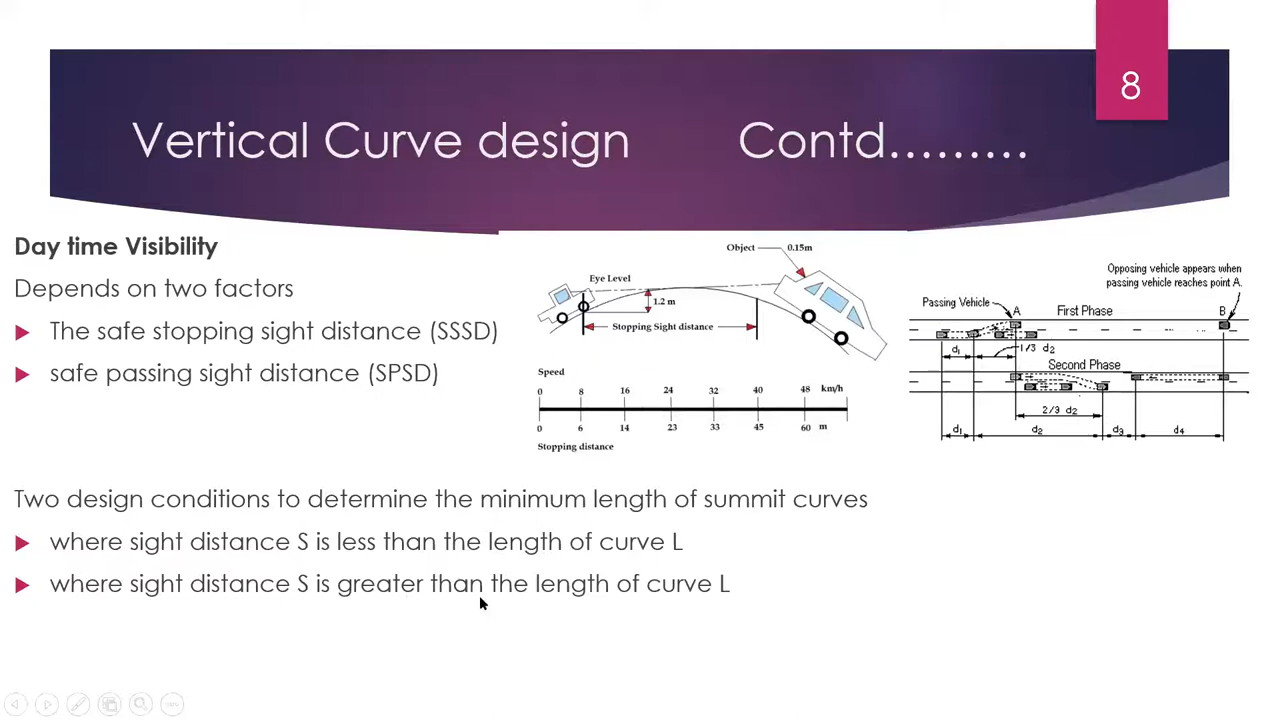 8
Vertical Curve design Contd.........
Day time Visibility
Depends on two factors
The safe stopping sight distance (SSSD)
safe passing sight distance (SPSD)
Object 0.15m
Eye Level
1.2 m
Stopping Sight distance
Speed
0 8 16 24 32 40 48 km/h
0 6 14 23 33 45 60 m
Stopping distance
Opposing vehicle appears when
passing vehicle reaches point A.
Passing Vehicle
A First Phase B
d₁ 1/3 d₂
Second Phase
2/3 d₂
d₁ d₂ d₃ d₄
Two design conditions to determine the minimum length of summit curves
where sight distance S is less than the length of curve L
where sight distance S is greater than the length of curve L